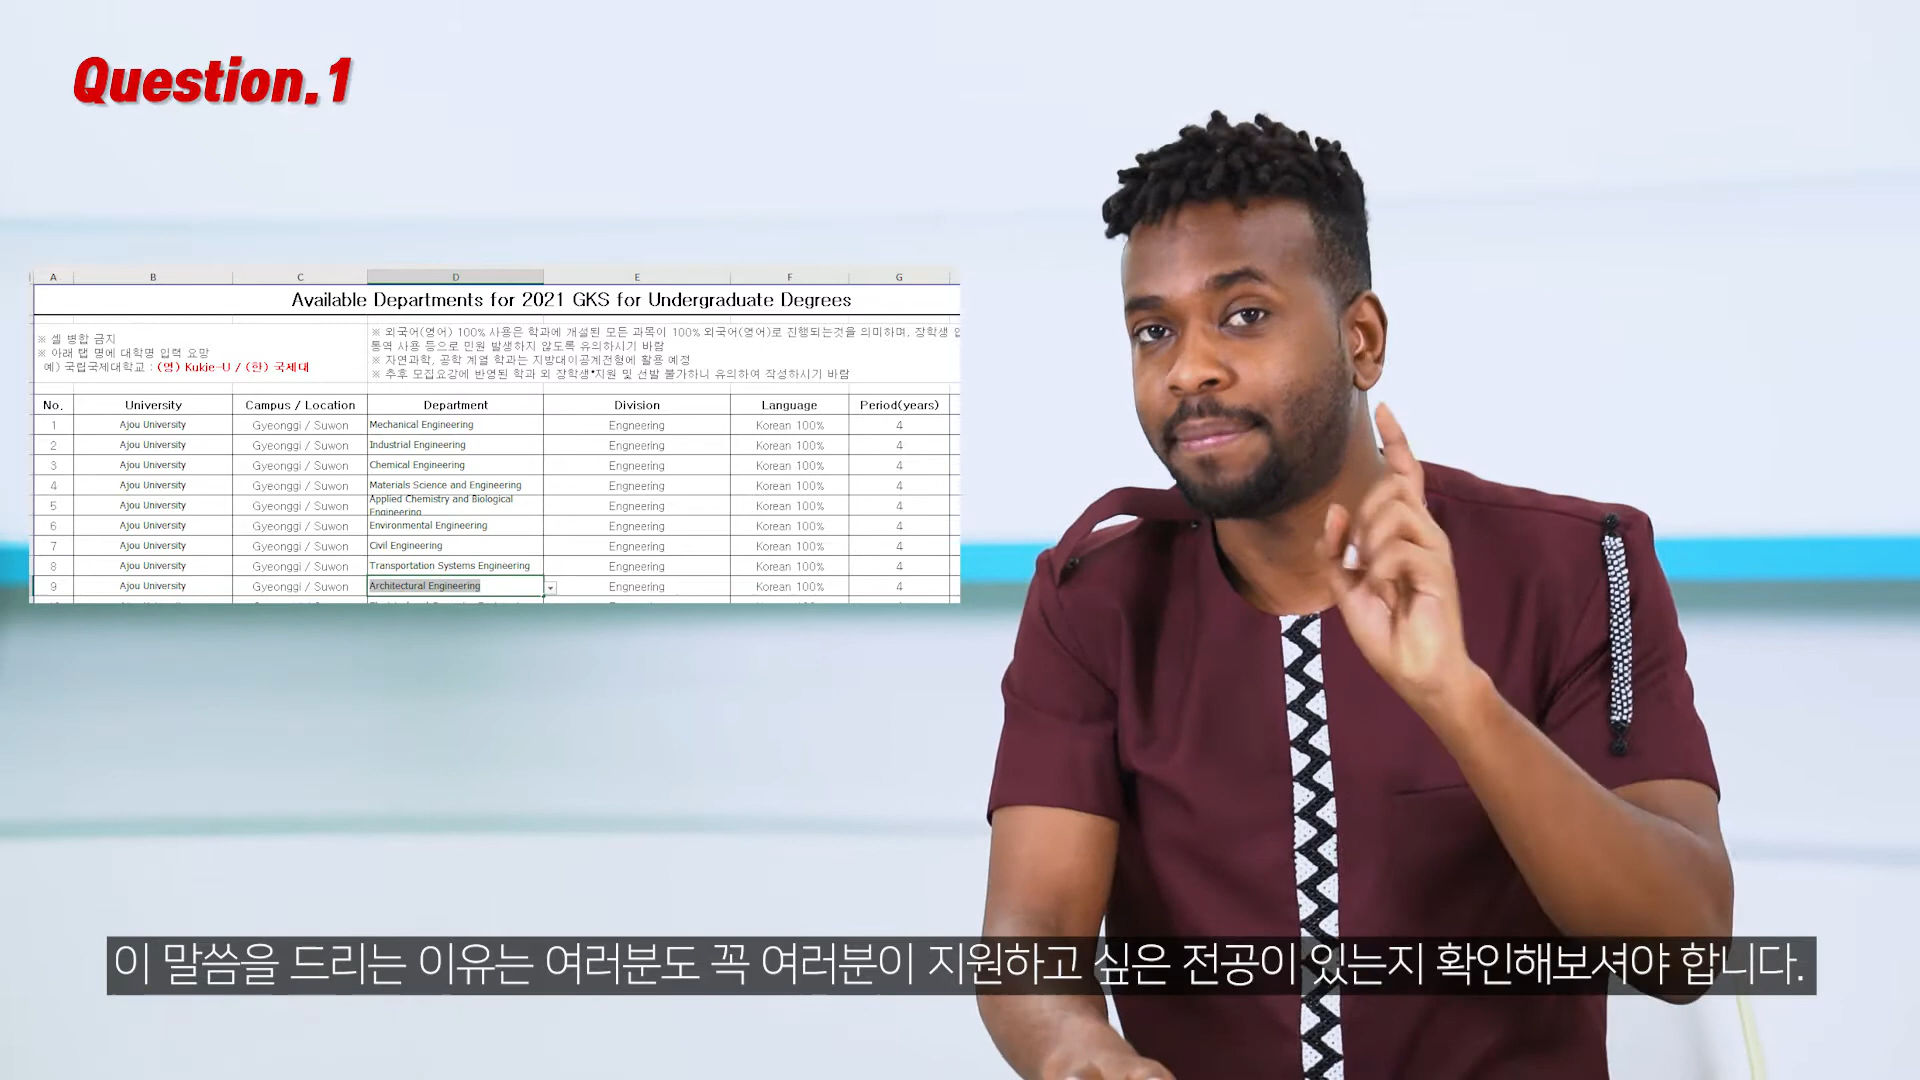 Question.1
A B C D E F G
Available Departments for 2021 GKS for Undergraduate Degrees
※ 셀 병합 금지
※ 아래 탭 명에 대학명 입력 요망
예) 국립국제대학교 : (영) Kukje-U / (한) 국제대
※ 외국어(영어) 100% 사용은 학과에 개설된 모든 과목이 100% 외국어(영어)로 진행되는것을 의미하며, 장학생
통역 사용 등으로 민원 발생하지 않도록 유의하시기 바람
※ 자연과학, 공학 계열 학과는 지방대이공계전형에 활용 예정
※ 추후 모집요강에 반영된 학과 외 장학생 지원 및 선발 불가하니 유의하여 작성하시기 바람
No. University Campus / Location Department Division Language Period(years)
1 Ajou University Gyeonggi / Suwon Mechanical Engineering Engneering Korean 100% 4
2 Ajou University Gyeonggi / Suwon Industrial Engineering Engneering Korean 100% 4
3 Ajou University Gyeonggi / Suwon Chemical Engineering Engneering Korean 100% 4
4 Ajou University Gyeonggi / Suwon Materials Science and Engineering Engneering Korean 100% 4
5 Ajou University Gyeonggi / Suwon Applied Chemistry and Biological Engineering Engneering Korean 100% 4
6 Ajou University Gyeonggi / Suwon Environmental Engineering Engneering Korean 100% 4
7 Ajou University Gyeonggi / Suwon Civil Engineering Engneering Korean 100% 4
8 Ajou University Gyeonggi / Suwon Transportation Systems Engineering Engneering Korean 100% 4
9 Ajou University Gyeonggi / Suwon Architectural Engineering Engneering Korean 100% 4
이 말씀을 드리는 이유는 여러분도 꼭 여러분이 지원하고 싶은 전공이 있는지 확인해보셔야 합니다.